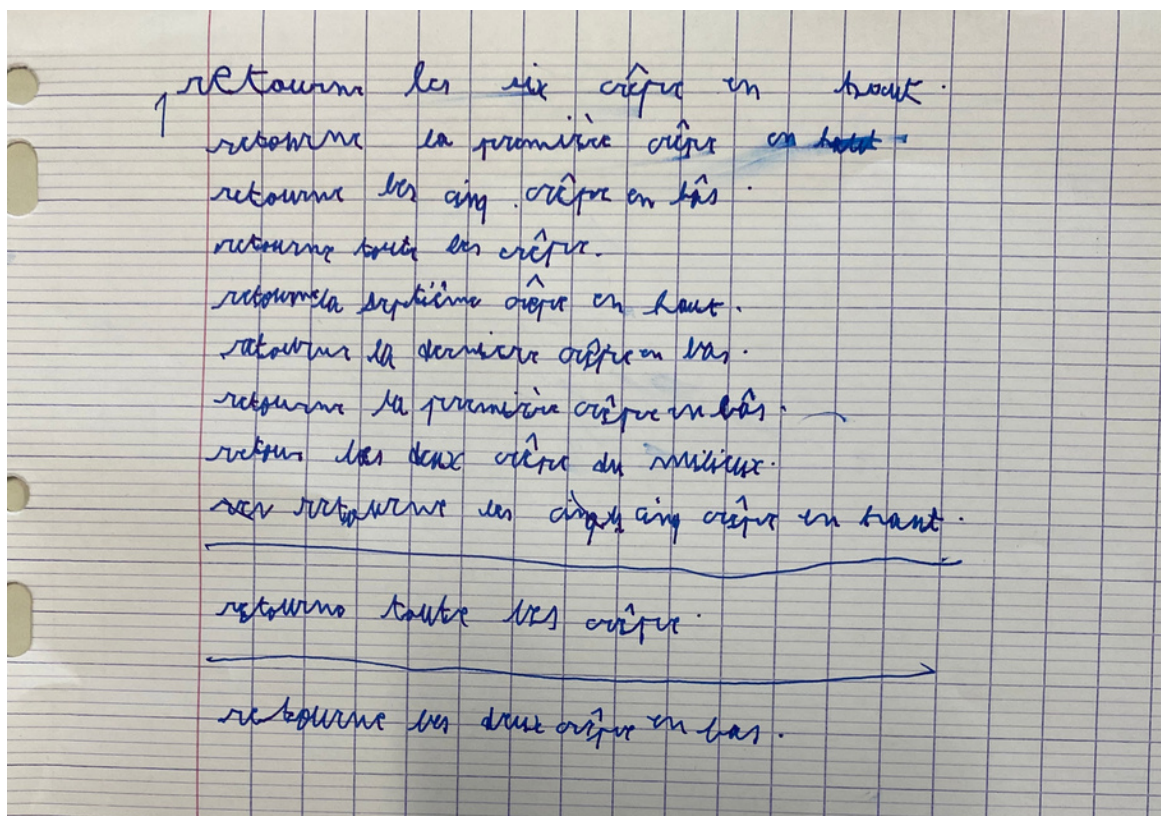 1 retourne les six crêpe en haut.
retourne la première crêpe en haut
retourne les cinq crêpe en bâs.
retourne toute les crêpe.
retourne la septième crêpe en haut.
retourne la dernière crêpe en bas.
retourne la première crêpe en bâs.
retour les deux crêpe du milieux.
retourne les cinq crêpe en haut.
retourne toute les crêpe.
retourne les deux crêpe en bas.